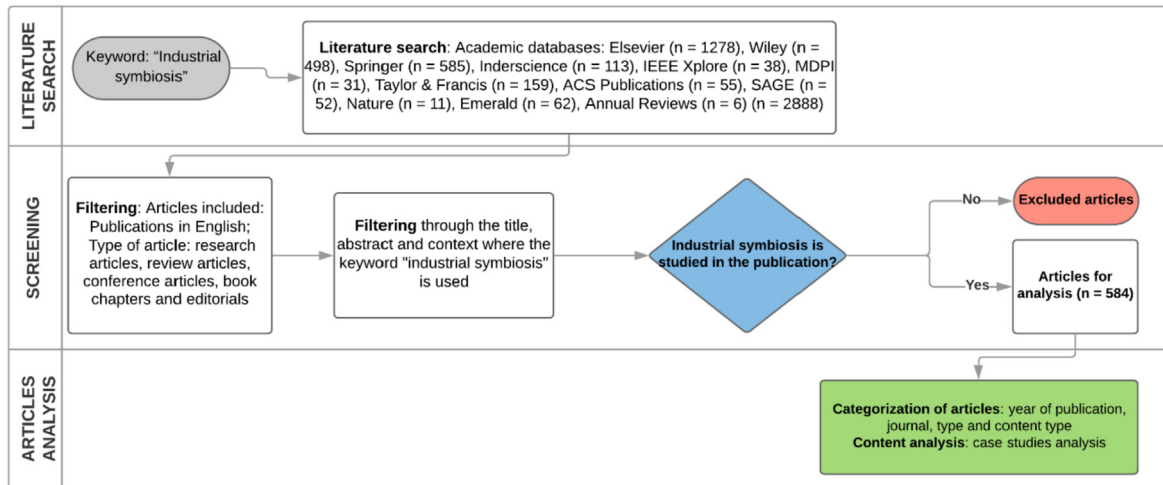 LITERATURE
SEARCH
Keyword: “Industrial
symbiosis”
Literature search: Academic databases: Elsevier (n = 1278), Wiley (n =
498), Springer (n = 585), Inderscience (n = 113), IEEE Xplore (n = 38), MDPI
(n = 31), Taylor & Francis (n = 159), ACS Publications (n = 55), SAGE (n =
52), Nature (n = 11), Emerald (n = 62), Annual Reviews (n = 6) (n = 2888)
SCREENING
Filtering: Articles included:
Publications in English;
Type of article: research
articles, review articles,
conference articles, book
chapters and editorials
Filtering through the title,
abstract and context where the
keyword "industrial symbiosis"
is used
Industrial symbiosis is
studied in the publication?
No
Excluded articles
Yes
Articles for
analysis (n = 584)
ARTICLES
ANALYSIS
Categorization of articles: year of publication,
journal, type and content type
Content analysis: case studies analysis